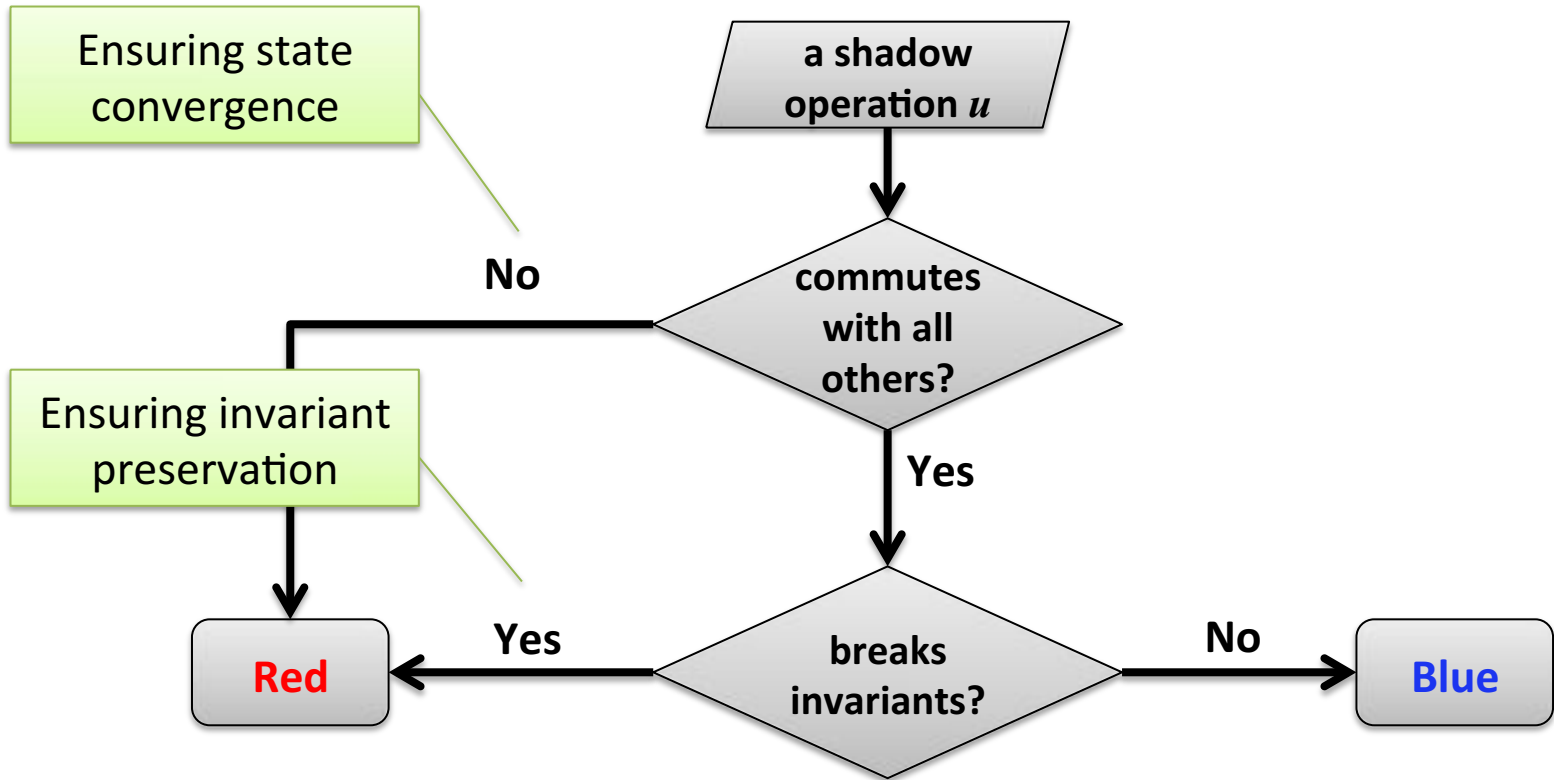 Ensuring state
convergence
a shadow
operation u
No
commutes
with all
others?
Ensuring invariant
preservation
Yes
Yes
breaks
invariants?
No
Red
Blue